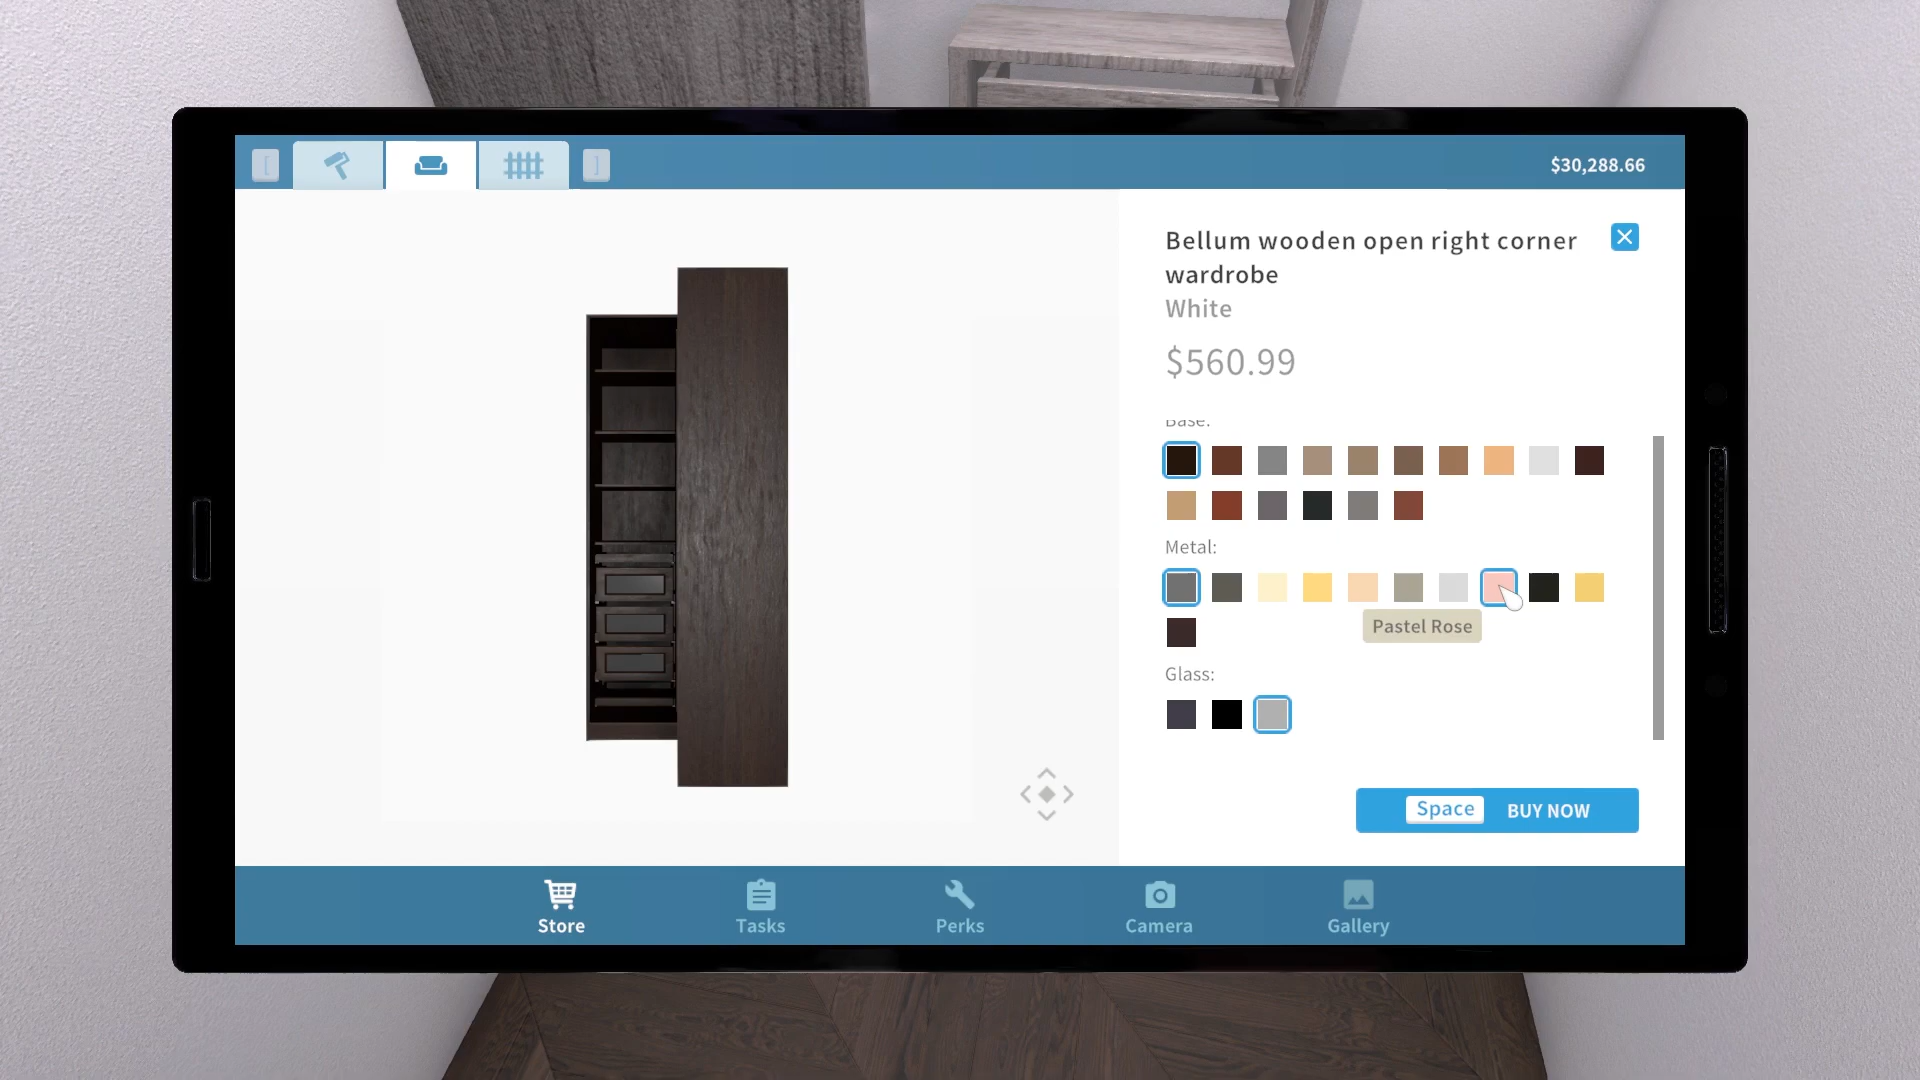 [
]
$30,288.66
Bellum wooden open right corner
wardrobe
White
$560.99
Base:
Metal:
Pastel Rose
Glass:
Space BUY NOW
Store
Tasks
Perks
Camera
Gallery